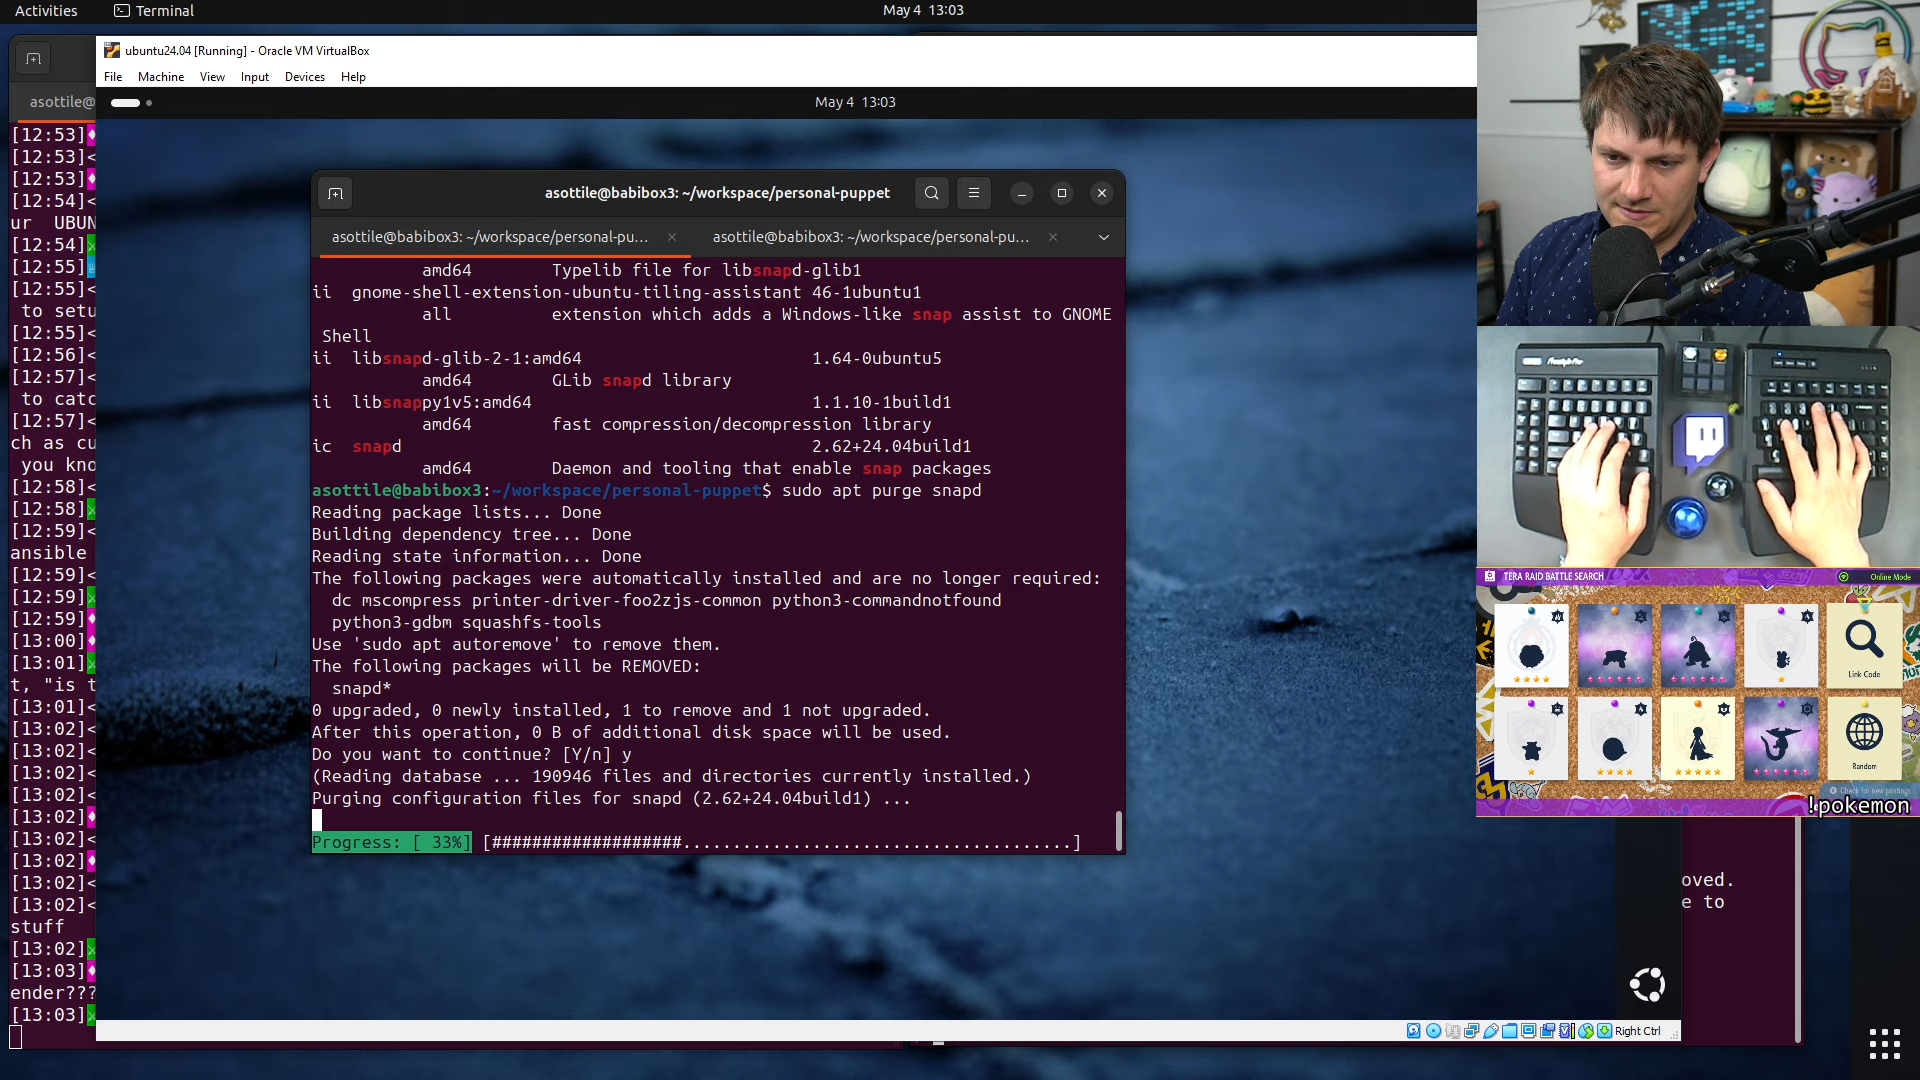 Activities
Terminal
May 4  13:03
ubuntu24.04 [Running] - Oracle VM VirtualBox
File
Machine
View
Input
Devices
Help
May 4  13:03
asottile@
[12:53]
[12:53]<
[12:53]
[12:54]<
ur  UBUN
[12:54]
[12:55]
[12:55]<
to setu
[12:55]<
[12:56]<
[12:57]<
to catc
[12:57]<
ch as cu
you kno
[12:58]<
[12:58]
[12:59]<
ansible
[12:59]<
[12:59]
[12:59]
[13:00]
[13:01]
t, "is t
[13:01]<
[13:02]<
[13:02]<
[13:02]<
[13:02]
[13:02]<
[13:02]
[13:02]<
[13:02]<
stuff
[13:02]
[13:03]
ender???
[13:03]
asottile@babibox3: ~/workspace/personal-puppet
asottile@babibox3: ~/workspace/personal-pu...
asottile@babibox3: ~/workspace/personal-pu...
amd64        Typelib file for libsnapd-glib1
ii  gnome-shell-extension-ubuntu-tiling-assistant 46-1ubuntu1
all          extension which adds a Windows-like snap assist to GNOME
Shell
ii  libsnapd-glib-2-1:amd64                       1.64-0ubuntu5
amd64        GLib snapd library
ii  libsnappy1v5:amd64                            1.1.10-1build1
amd64        fast compression/decompression library
ic  snapd                                         2.62+24.04build1
amd64        Daemon and tooling that enable snap packages
asottile@babibox3:~/workspace/personal-puppet$ sudo apt purge snapd
Reading package lists... Done
Building dependency tree... Done
Reading state information... Done
The following packages were automatically installed and are no longer required:
dc mscompress printer-driver-foo2zjs-common python3-commandnotfound
python3-gdbm squashfs-tools
Use 'sudo apt autoremove' to remove them.
The following packages will be REMOVED:
snapd*
0 upgraded, 0 newly installed, 1 to remove and 1 not upgraded.
After this operation, 0 B of additional disk space will be used.
Do you want to continue? [Y/n] y
(Reading database ... 190946 files and directories currently installed.)
Purging configuration files for snapd (2.62+24.04build1) ...
Progress: [ 33%] [###################.......................................]
oved.
e to
Right Ctrl
TERA RAID BATTLE SEARCH
Online Mode
Link Code
Random
Check for new postings
!pokemon